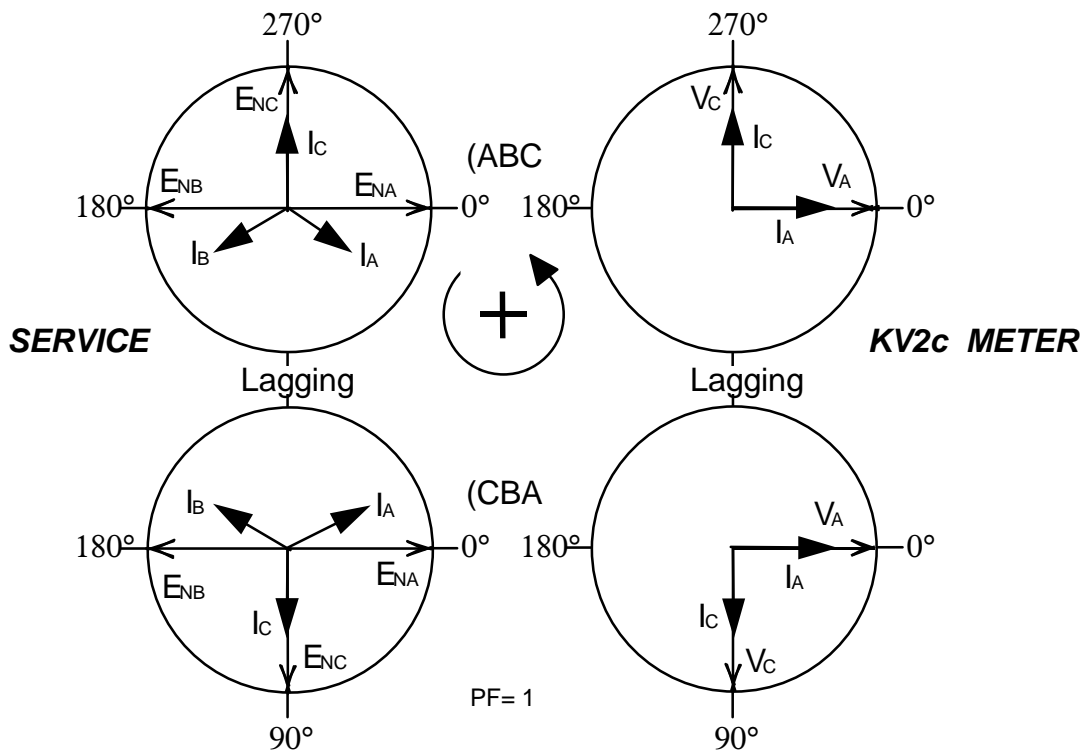 270° 270°
ENC VC
IC IC
(ABC
ENB ENA VA
180° 0° 180° 0°
IB IA IA
+
SERVICE KV2c METER
Lagging Lagging
(CBA
IB IA VA
180° 0° 180° 0°
ENB ENA IA
IC IC
ENC VC
PF= 1
90° 90°